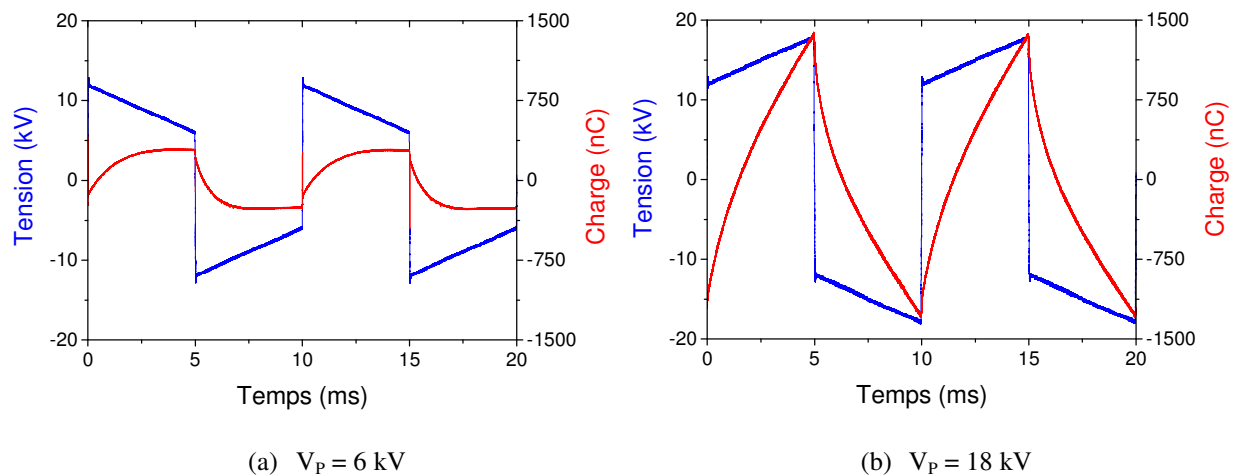 20
10
0
-10
-20
Tension (kV)
1500
750
0
-750
-1500
Charge (nC)
0 5 10 15 20
Temps (ms)
(a) V_P = 6 kV
20
10
0
-10
-20
Tension (kV)
1500
750
0
-750
-1500
Charge (nC)
0 5 10 15 20
Temps (ms)
(b) V_P = 18 kV